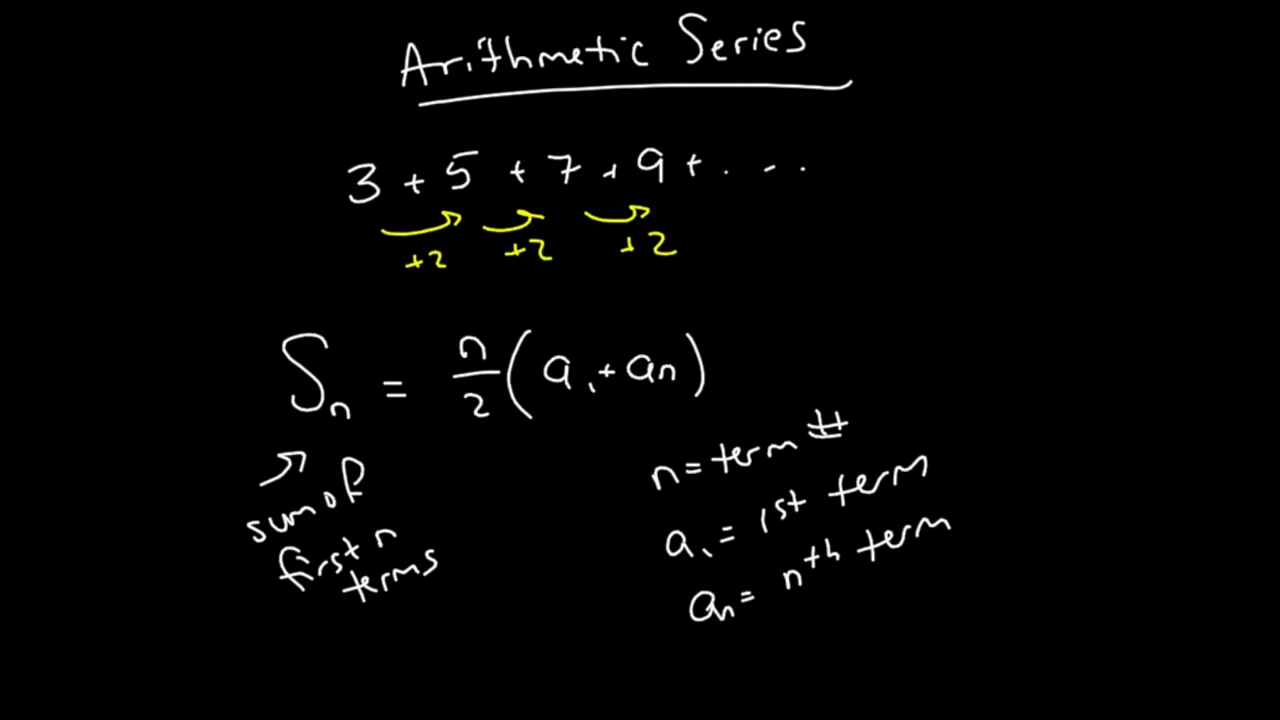 Arithmetic Series
3 + 5 + 7 + 9 + . . . .
+2 +2 +2
Sn = n/2 (a1 + an)
sum of
first n
terms
n = term #
a1 = 1st term
an = nth term